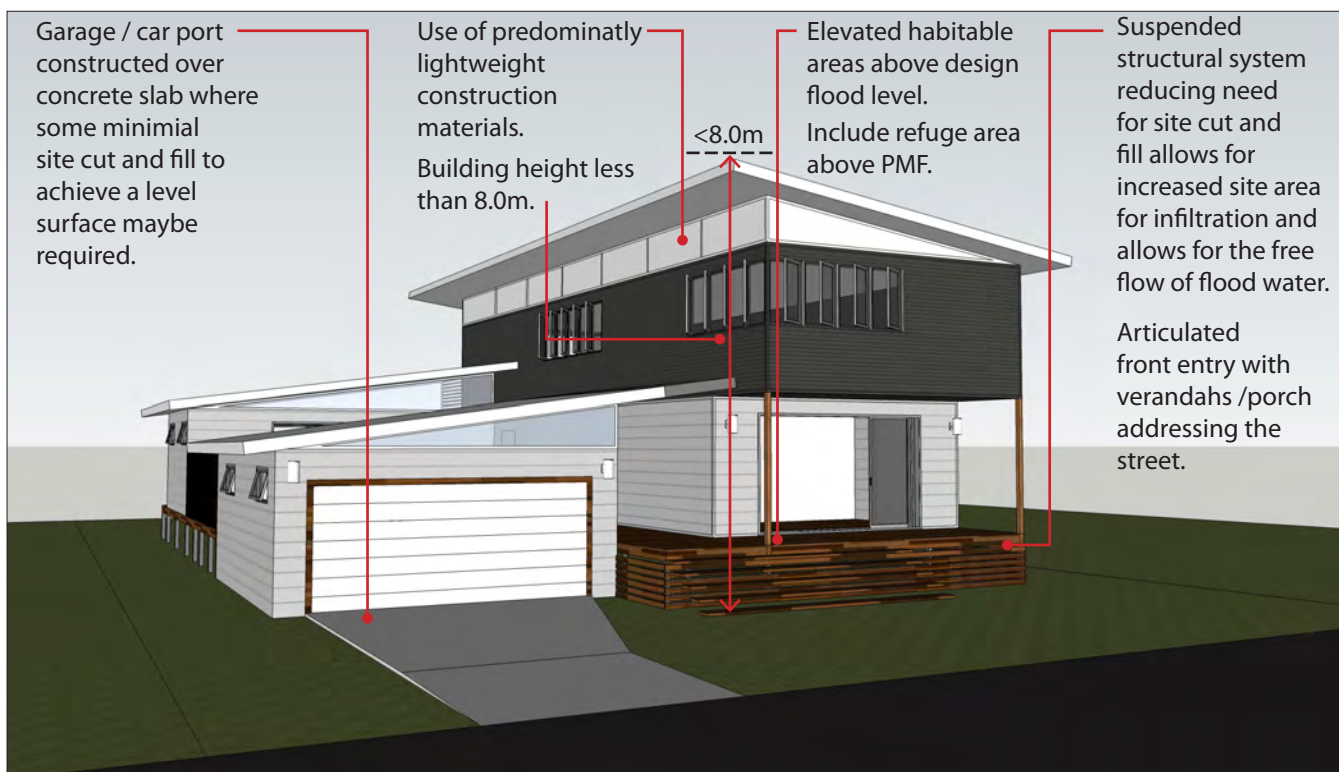 Garage / car port
constructed over
concrete slab where
some minimial
site cut and fill to
achieve a level
surface maybe
required.
Use of predominatly
lightweight
construction
materials.
Building height less
than 8.0m.
<8.0m
Elevated habitable
areas above design
flood level.
Include refuge area
above PMF.
Suspended
structural system
reducing need
for site cut and
fill allows for
increased site area
for infiltration and
allows for the free
flow of flood water.
Articulated
front entry with
verandahs /porch
addressing the
street.